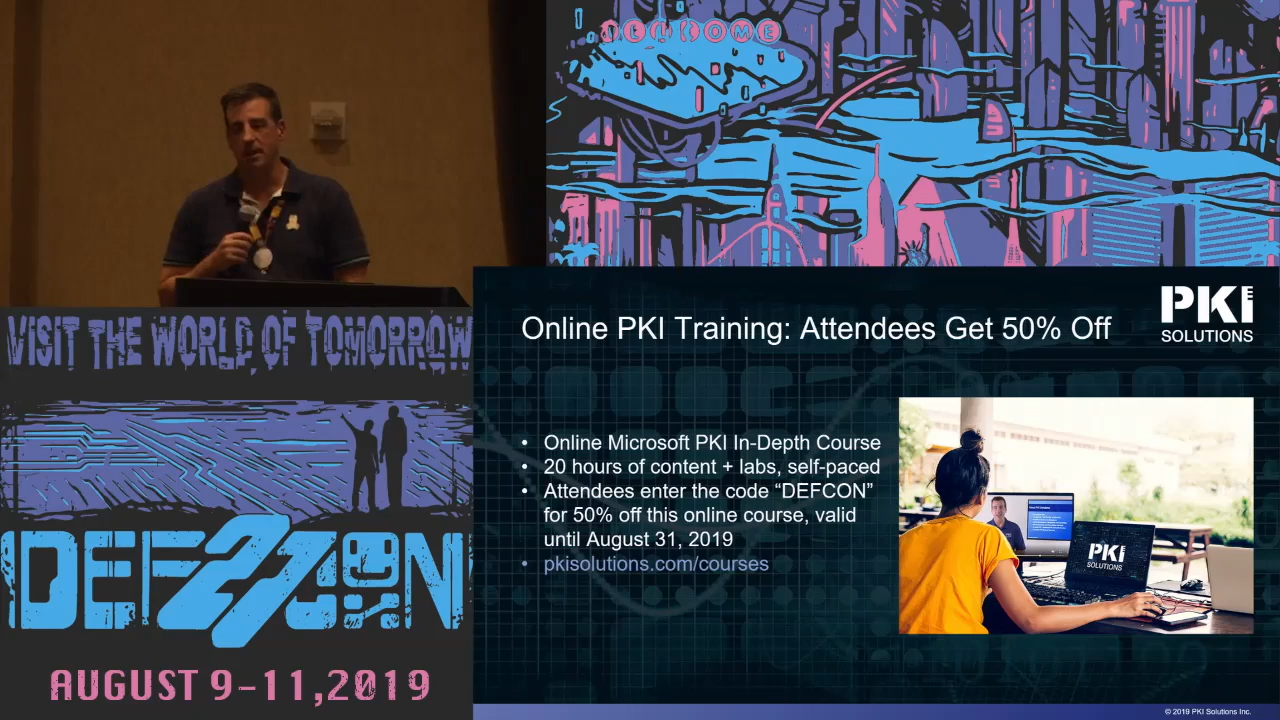 WELCOME
VISIT THE WORLD OF TOMORROW
DEF CON
27
AUGUST 9-11,2019
PKI
SOLUTIONS
Online PKI Training: Attendees Get 50% Off
• Online Microsoft PKI In-Depth Course
• 20 hours of content + labs, self-paced
• Attendees enter the code “DEFCON”
for 50% off this online course, valid
until August 31, 2019
• pkisolutions.com/courses
PKI
SOLUTIONS
© 2019 PKI Solutions Inc.